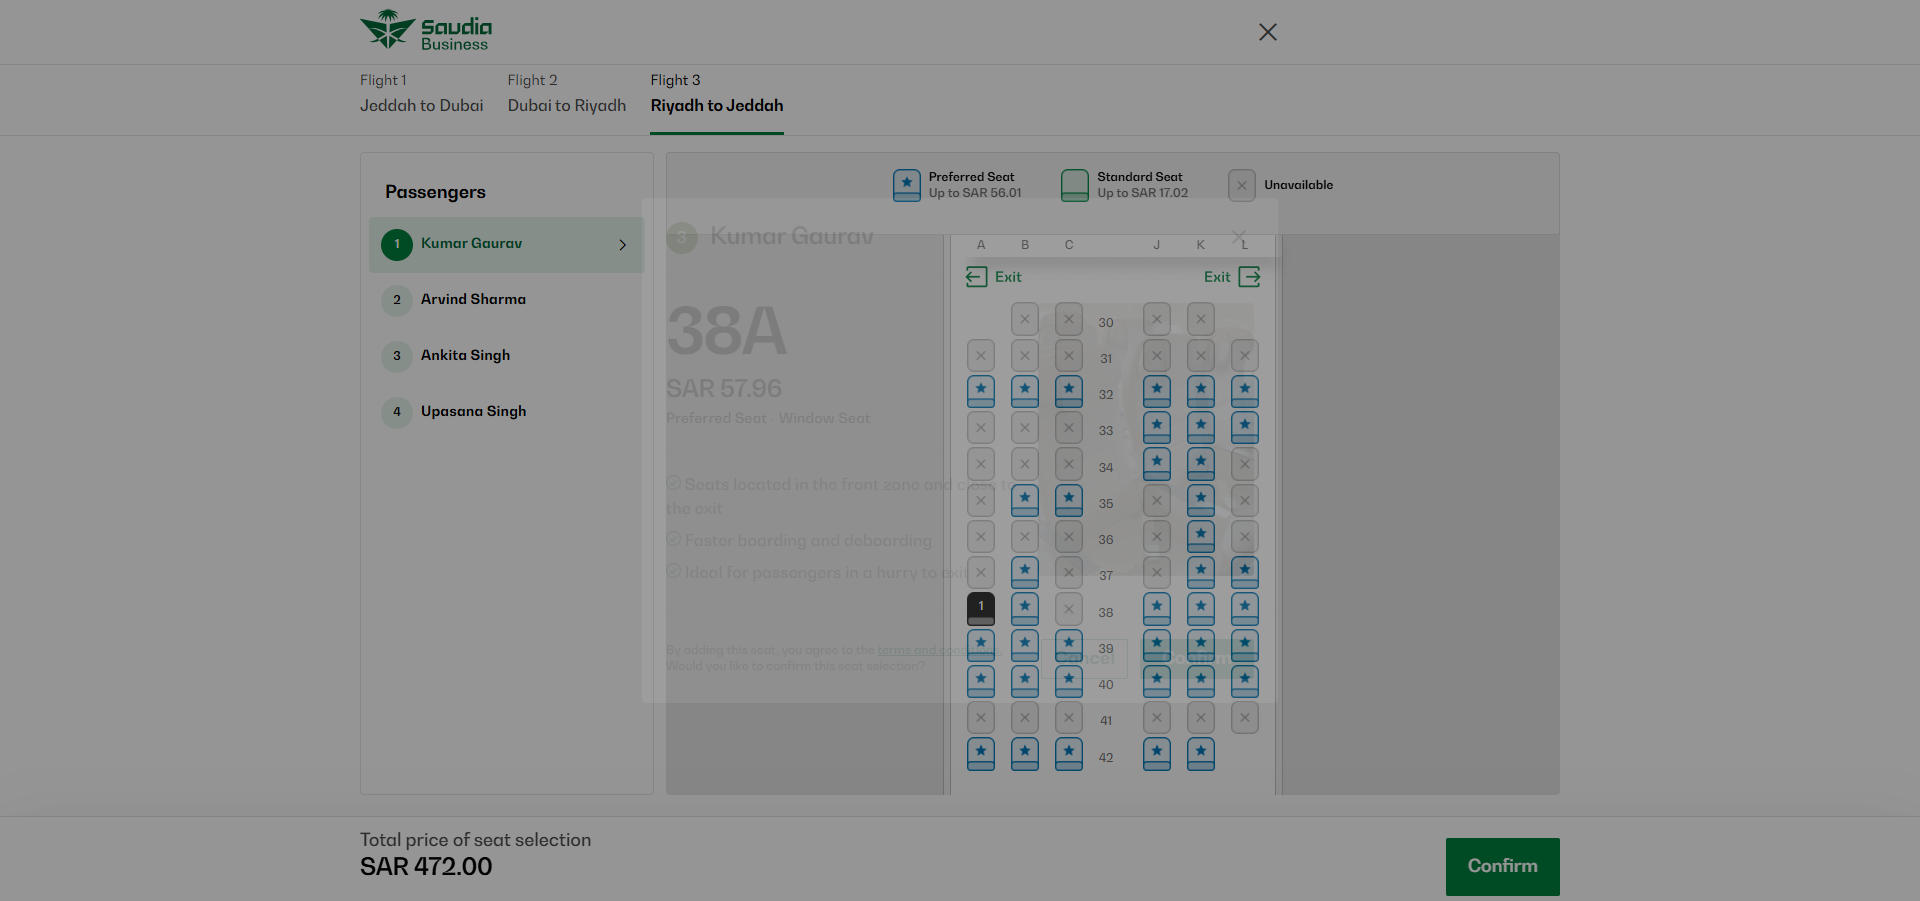 Saudia
Business
Flight 1
Jeddah to Dubai
Flight 2
Dubai to Riyadh
Flight 3
Riyadh to Jeddah
Passengers
1 Kumar Gaurav
2 Arvind Sharma
3 Ankita Singh
4 Upasana Singh
Preferred Seat
Up to SAR 56.01
Standard Seat
Up to SAR 17.02
Unavailable
3 Kumar Gaurav
38A
SAR 57.96
Preferred Seat - Window Seat
Seats located in the front zone and close to
the exit
Faster boarding and deboarding
Ideal for passengers in a hurry to exit
By adding this seat, you agree to the terms and conditions.
Would you like to confirm this seat selection?
Cancel
Confirm
A B C J K L
Exit
Exit
30
31
32
33
34
35
36
37
1
38
39
40
41
42
Total price of seat selection
SAR 472.00
Confirm